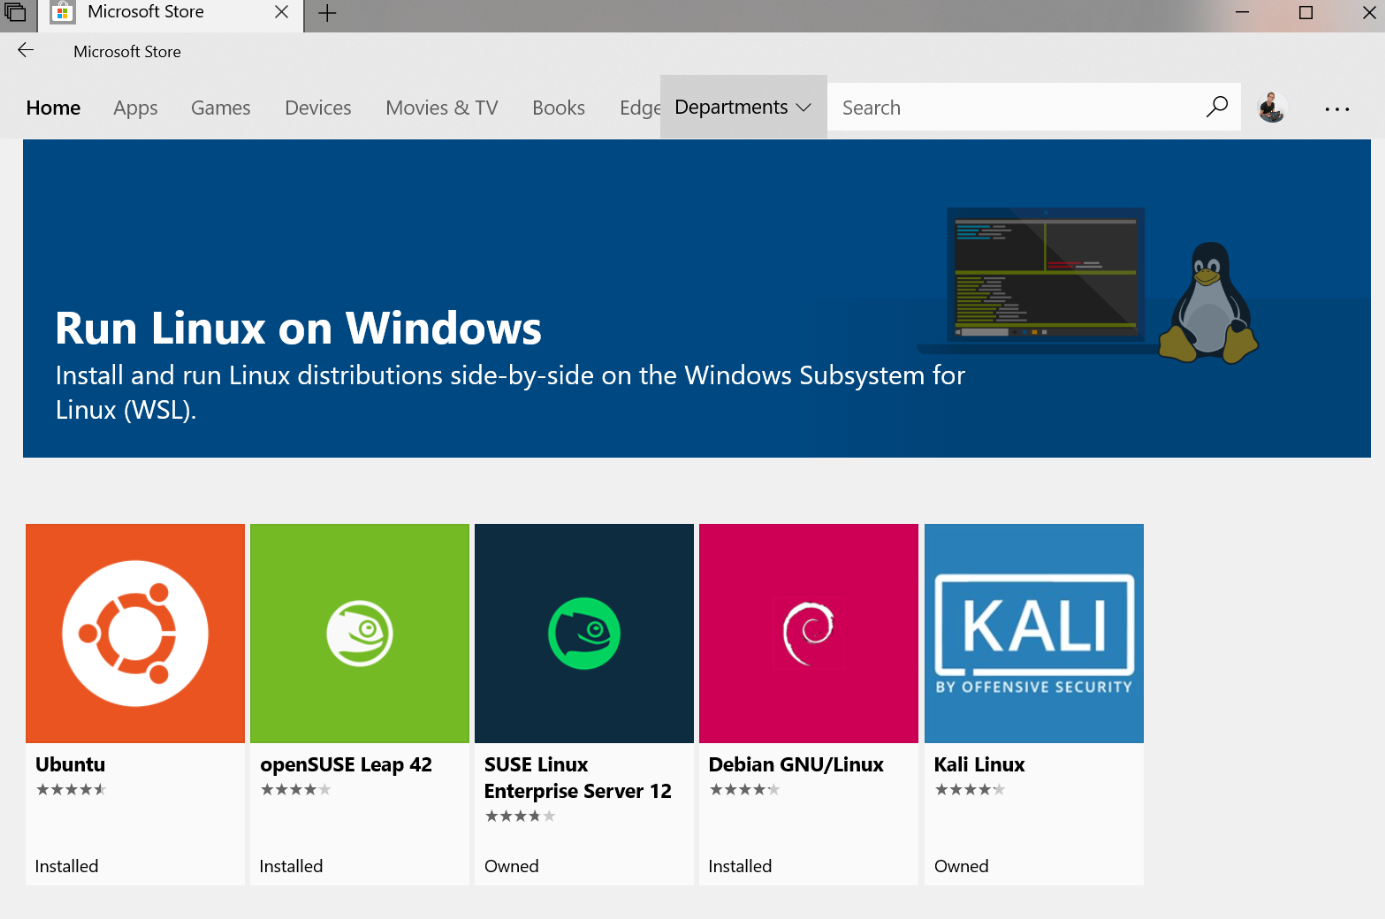 Microsoft Store
Microsoft Store
Home Apps Games Devices Movies & TV Books Edge Departments Search
Run Linux on Windows
Install and run Linux distributions side-by-side on the Windows Subsystem for
Linux (WSL).
KALI
BY OFFENSIVE SECURITY
Ubuntu
Installed
openSUSE Leap 42
Installed
SUSE Linux
Enterprise Server 12
Owned
Debian GNU/Linux
Installed
Kali Linux
Owned